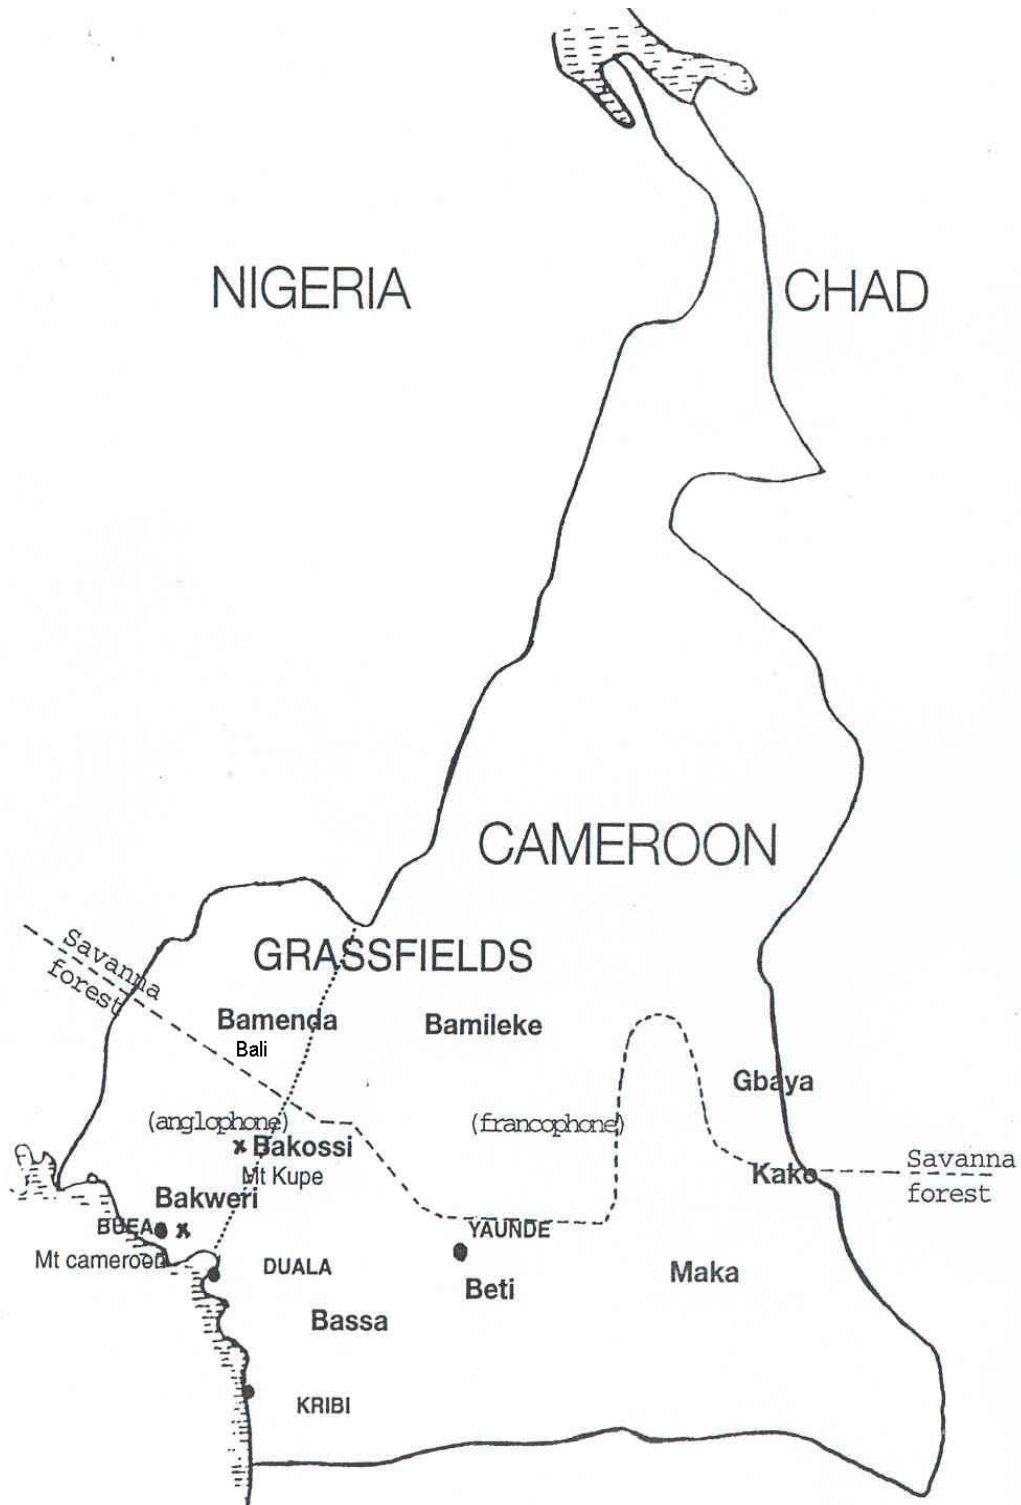 NIGERIA
CHAD
CAMEROON
GRASSFIELDS
Savanna
forest
Bamenda
Bamileke
Bali
Gbaya
(anglophone)
(francophone)
Bakossi
Mt Kupe
Kako
Savanna
forest
Bakweri
BUEA
YAUNDE
Mt cameroon
DUALA
Maka
Beti
Bassa
KRIBI